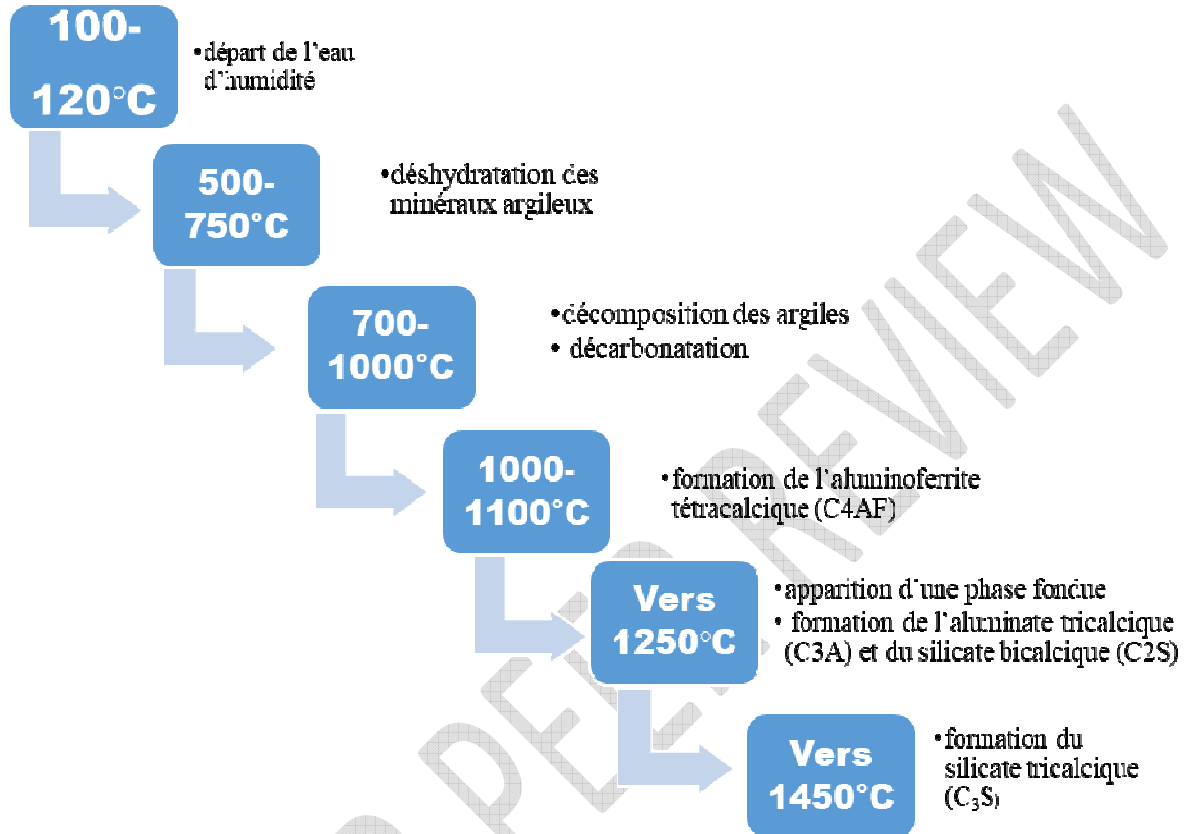 100-
120°C
•départ de l'eau
d'humidité
500-
750°C
•déshydratation des
minéraux argileux
700-
1000°C
•décomposition des argiles
• décarbonatation
1000-
1100°C
•formation de l'aluminoferrite
tétracalcique (C4AF)
Vers
1250°C
•apparition d'une phase fondue
• formation de l'aluminate tricalcique
(C3A) et du silicate bicalcique (C2S)
Vers
1450°C
•formation du
silicate tricalcique
(C₃S)
PEER REVIEW